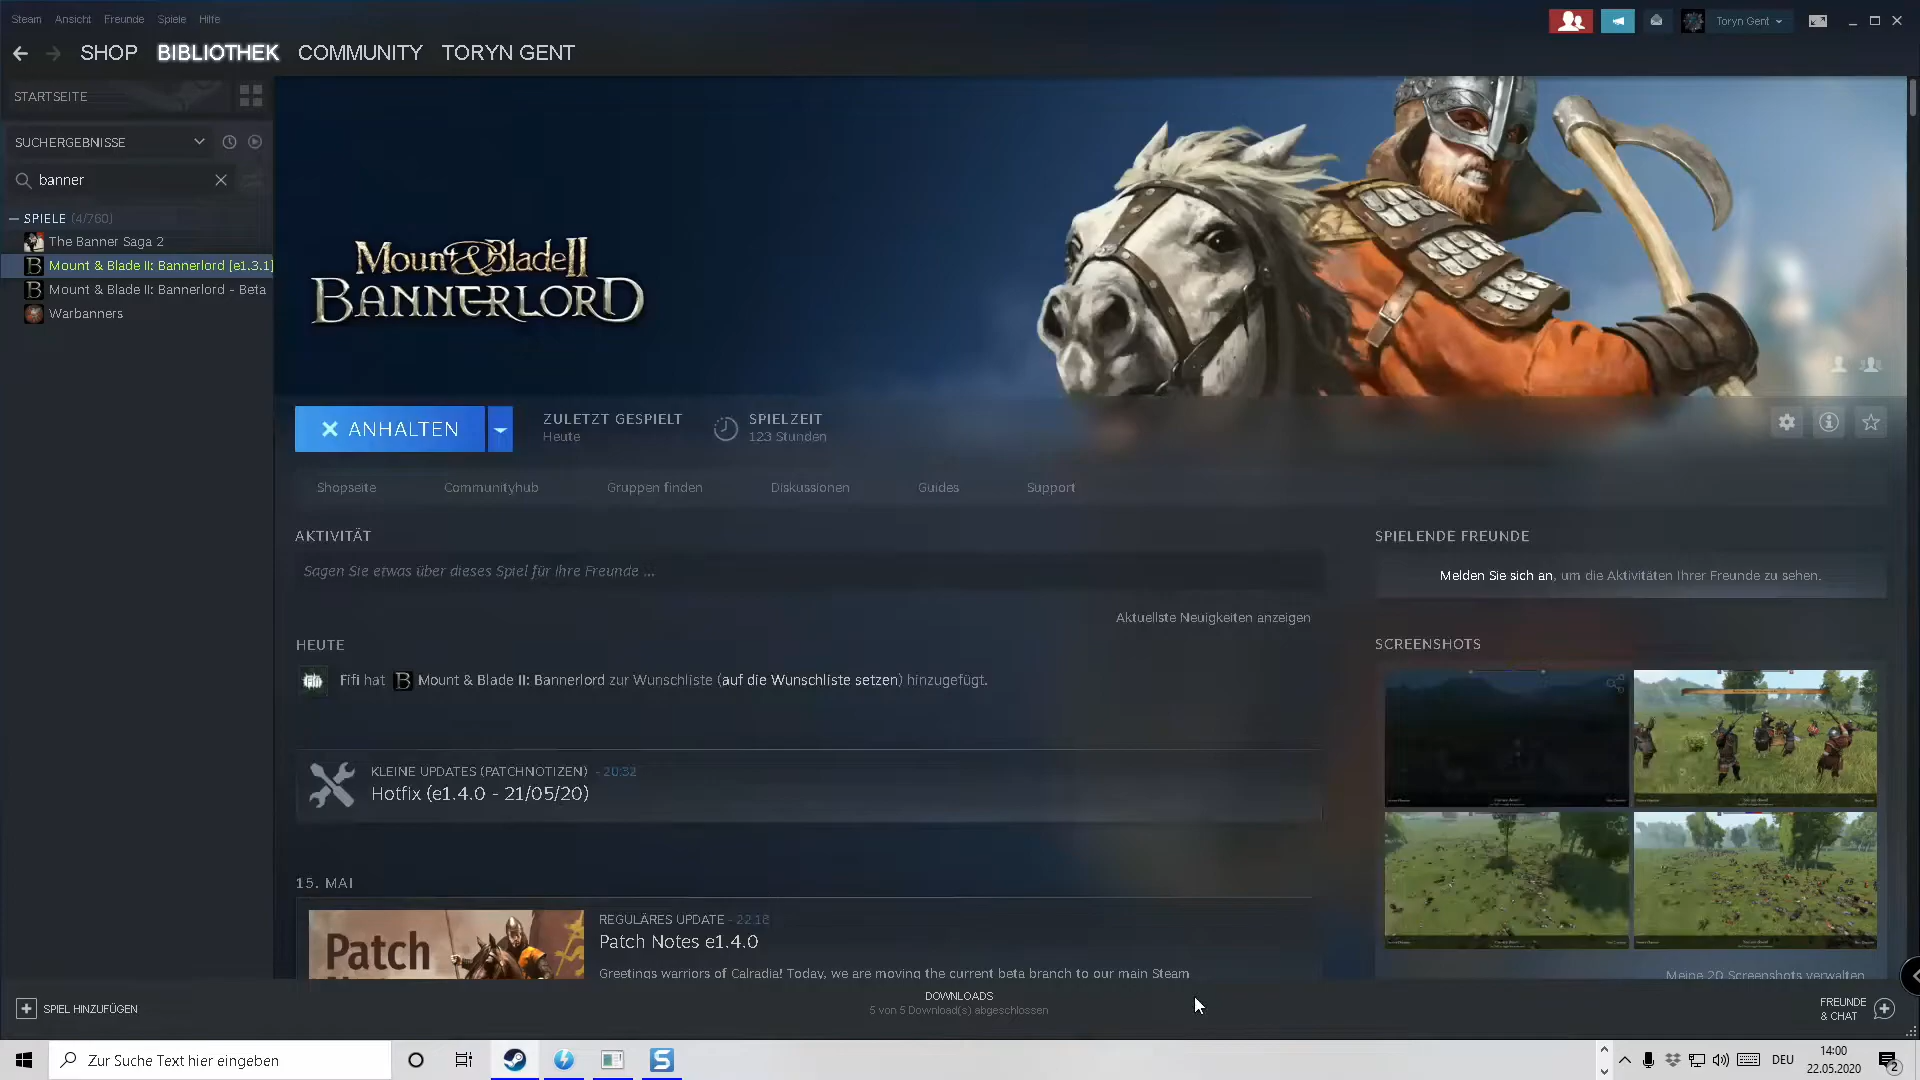 Steam Ansicht Freunde Spiele Hilfe
Toryn Gent
SHOP BIBLIOTHEK COMMUNITY TORYN GENT
STARTSEITE
SUCHERGEBNISSE
banner
SPIELE (4/760)
The Banner Saga 2
Mount & Blade II: Bannerlord [e1.3.1]
Mount & Blade II: Bannerlord - Beta
Warbanners
Mount & Blade II
BANNERLORD
ANHALTEN
ZULETZT GESPIELT
Heute
SPIELZEIT
123 Stunden
Shopseite Communityhub Gruppen finden Diskussionen Guides Support
AKTIVITÄT
Sagen Sie etwas über dieses Spiel für Ihre Freunde ...
Aktuellste Neuigkeiten anzeigen
HEUTE
Fifi
Fifi hat Mount & Blade II: Bannerlord zur Wunschliste (auf die Wunschliste setzen) hinzugefügt.
KLEINE UPDATES (PATCHNOTIZEN) - 20:32
Hotfix (e1.4.0 - 21/05/20)
15. MAI
Patch
REGULÄRES UPDATE - 22:18
Patch Notes e1.4.0
Greetings warriors of Calradia! Today, we are moving the current beta branch to our main Steam
SPIELENDE FREUNDE
Melden Sie sich an, um die Aktivitäten Ihrer Freunde zu sehen.
SCREENSHOTS
Meine 20 Screenshots verwalten
SPIEL HINZUFÜGEN
DOWNLOADS
5 von 5 Download(s) abgeschlossen
FREUNDE
& CHAT
Zur Suche Text hier eingeben
DEU
14:00
22.05.2020
2